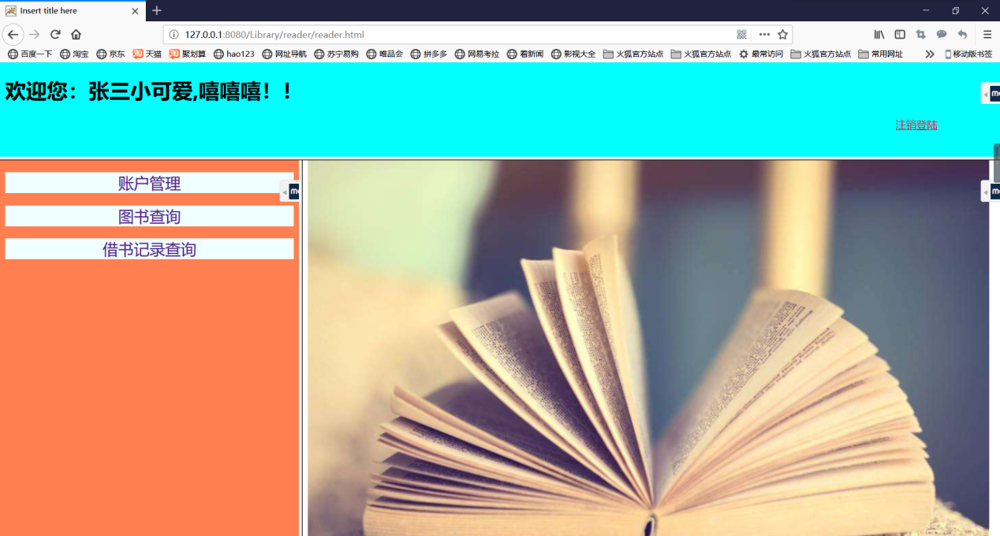 Insert title here
127.0.0.1:8080/Library/reader/reader.html
百度一下 淘宝 京东 天猫 聚划算 hao123 网址导航 苏宁易购 唯品会 拼多多 网易考拉 看新闻 影视大全 火狐官方站点 火狐官方站点 最常访问 火狐官方站点 常用网址 移动版书签
欢迎您：张三小可爱,嘻嘻嘻！！
注销登陆
账户管理
图书查询
借书记录查询